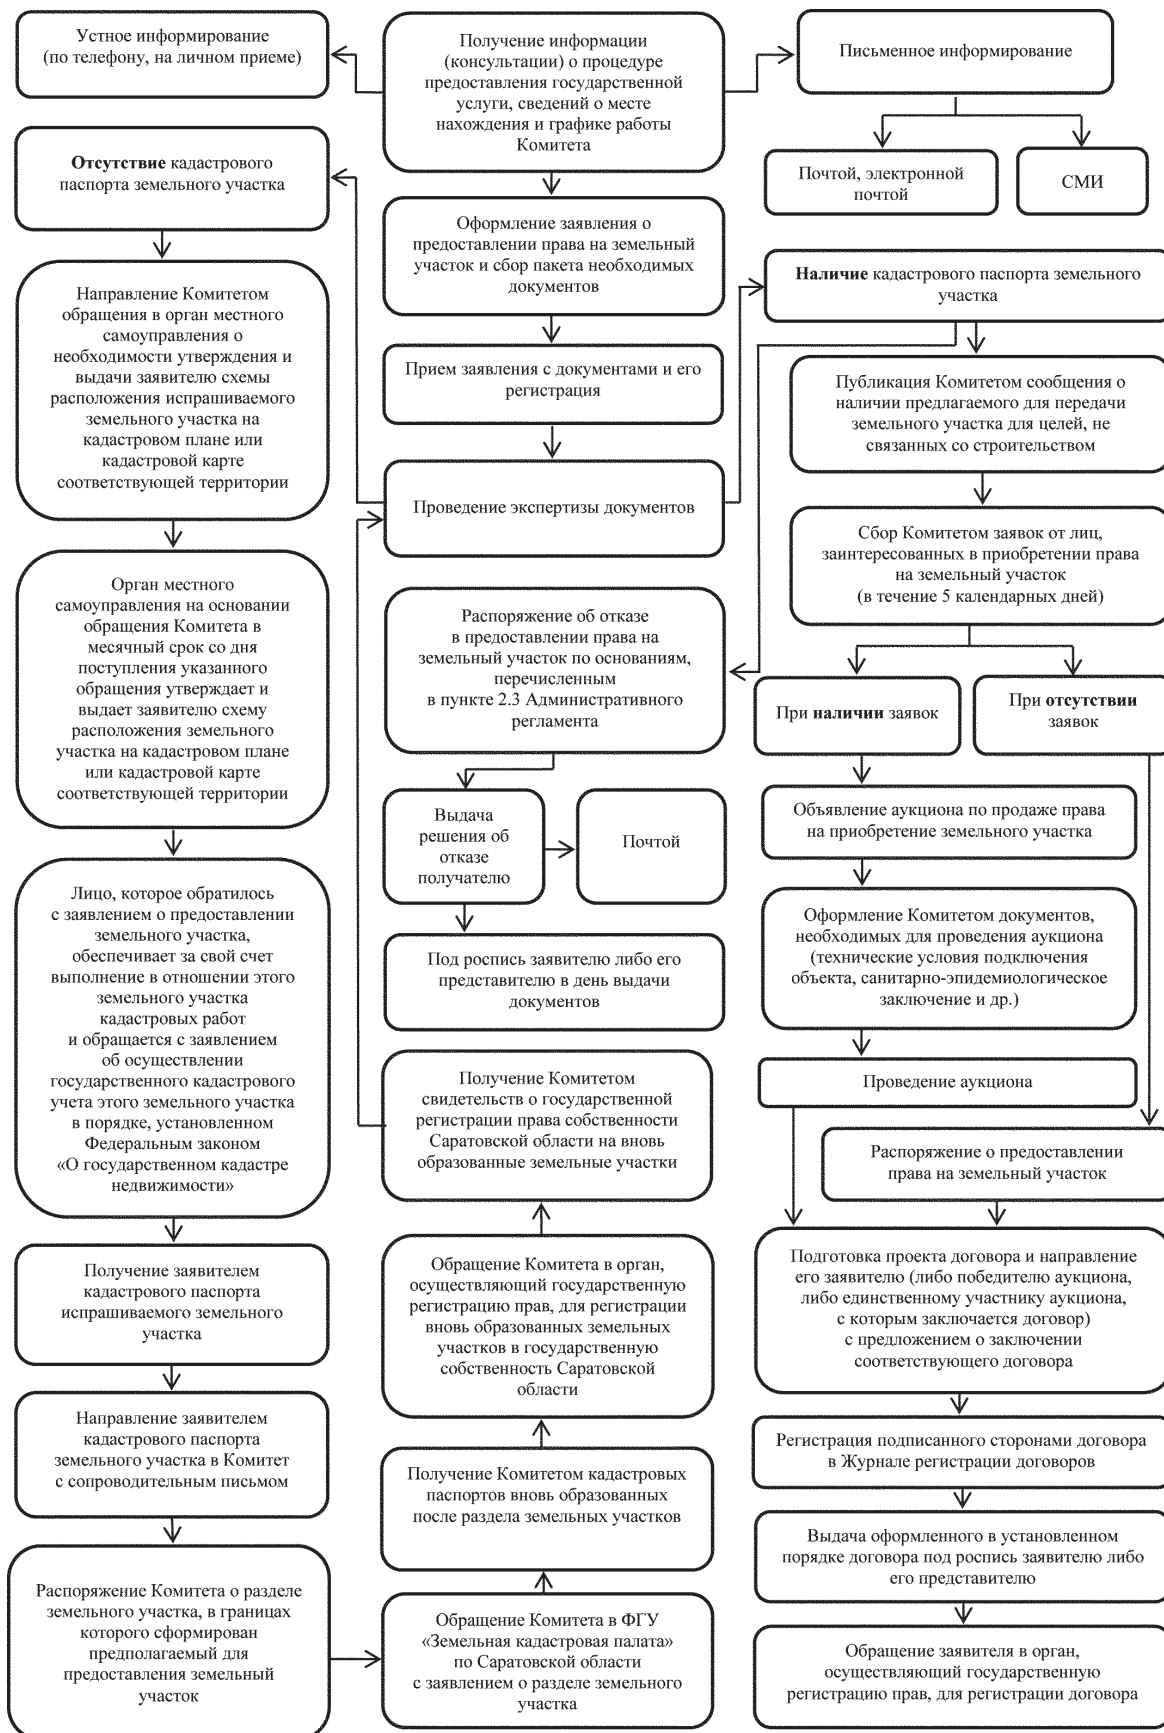 Устное информирование
(по телефону, на личном приеме)
Получение информации
(консультации) о процедуре
предоставления государственной
услуги, сведений о месте
нахождения и графике работы
Комитета
Письменное информирование
Почтой, электронной
почтой
СМИ
Отсутствие кадастрового
паспорта земельного участка
Оформление заявления о
предоставлении права на земельный
участок и сбор пакета необходимых
документов
Наличие кадастрового паспорта земельного
участка
Направление Комитетом
обращения в орган местного
самоуправления о
необходимости утверждения и
выдачи заявителю схемы
расположения испрашиваемого
земельного участка на
кадастровом плане или
кадастровой карте
соответствующей территории
Прием заявления с документами и его
регистрация
Публикация Комитетом сообщения о
наличии предлагаемого для передачи
земельного участка для целей, не
связанных со строительством
Проведение экспертизы документов
Сбор Комитетом заявок от лиц,
заинтересованных в приобретении права
на земельный участок
(в течение 5 календарных дней)
Орган местного
самоуправления на основании
обращения Комитета в
месячный срок со дня
поступления указанного
обращения утверждает и
выдает заявителю схему
расположения земельного
участка на кадастровом плане
или кадастровой карте
соответствующей территории
Распоряжение об отказе
в предоставлении права на
земельный участок по основаниям,
перечисленным
в пункте 2.3 Административного
регламента
При наличии заявок
При отсутствии
заявок
Выдача
решения об
отказе
получателю
Почтой
Объявление аукциона по продаже права
на приобретение земельного участка
Лицо, которое обратилось
с заявлением о предоставлении
земельного участка,
обеспечивает за свой счет
выполнение в отношении этого
земельного участка
кадастровых работ
и обращается с заявлением
об осуществлении
государственного кадастрового
учета этого земельного участка
в порядке, установленном
Федеральным законом
«О государственном кадастре
недвижимости»
Под роспись заявителю либо его
представителю в день выдачи
документов
Оформление Комитетом документов,
необходимых для проведения аукциона
(технические условия подключения
объекта, санитарно-эпидемиологическое
заключение и др.)
Проведение аукциона
Получение Комитетом
свидетельств о государственной
регистрации права собственности
Саратовской области на вновь
образованные земельные участки
Распоряжение о предоставлении
права на земельный участок
Получение заявителем
кадастрового паспорта
испрашиваемого земельного
участка
Обращение Комитета в орган,
осуществляющий государственную
регистрацию прав, для регистрации
вновь образованных земельных
участков в государственную
собственность Саратовской
области
Подготовка проекта договора и направление
его заявителю (либо победителю аукциона,
либо единственному участнику аукциона,
с которым заключается договор)
с предложением о заключении
соответствующего договора
Направление заявителем
кадастрового паспорта
земельного участка в Комитет
с сопроводительным письмом
Получение Комитетом кадастровых
паспортов вновь образованных
после раздела земельных участков
Регистрация подписанного сторонами договора
в Журнале регистрации договоров
Выдача оформленного в установленном
порядке договора под роспись заявителю либо
его представителю
Распоряжение Комитета о разделе
земельного участка, в границах
которого сформирован
предполагаемый для
предоставления земельный
участок
Обращение Комитета в ФГУ
«Земельная кадастровая палата»
по Саратовской области
с заявлением о разделе земельного
участка
Обращение заявителя в орган,
осуществляющий государственную
регистрацию прав, для регистрации договора